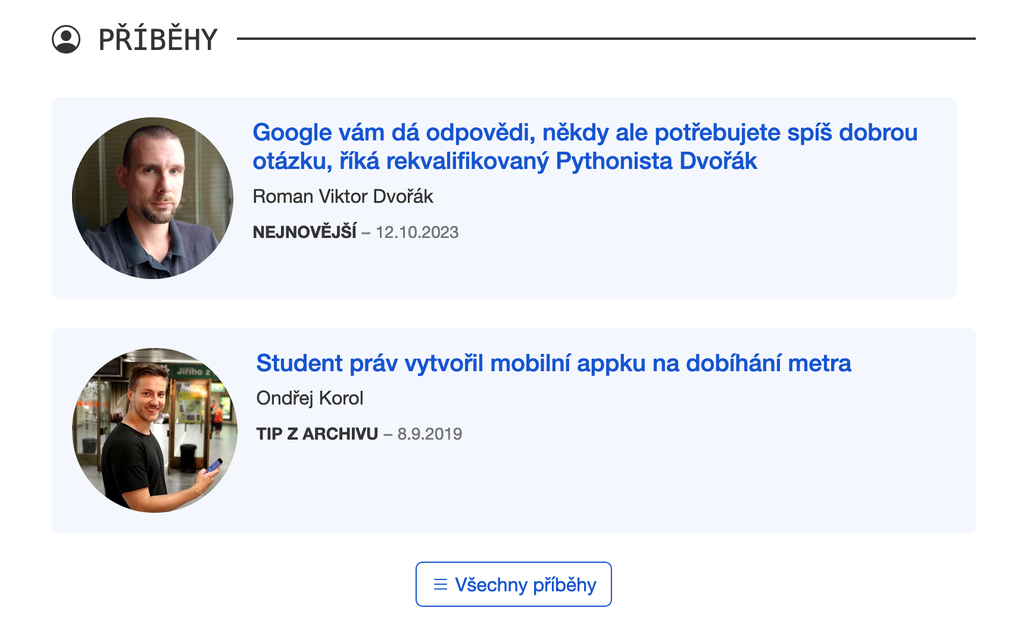 PŘÍBĚHY
Google vám dá odpovědi, někdy ale potřebujete spíš dobrou
otázku, říká rekvalifikovaný Pythonista Dvořák
Roman Viktor Dvořák
NEJNOVĚJŠÍ – 12.10.2023
Jiřího z
Student práv vytvořil mobilní appku na dobíhání metra
Ondřej Korol
TIP Z ARCHIVU – 8.9.2019
Všechny příběhy